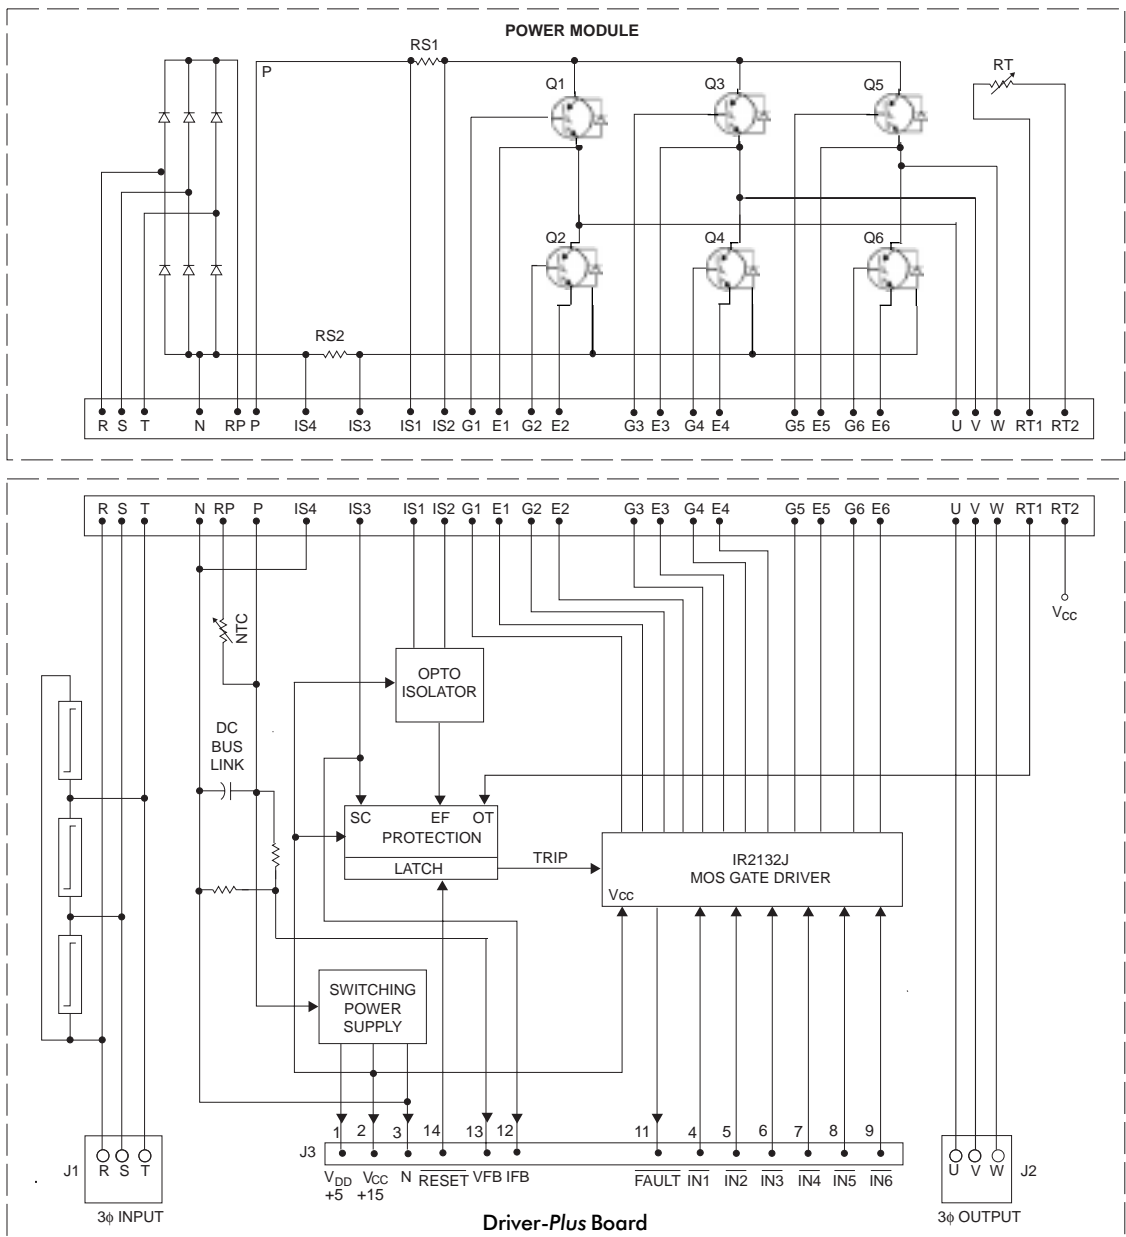 POWER MODULE
RS1
P
Q1
Q3
Q5
RT
Q2
Q4
Q6
RS2
R S T N RP P IS4 IS3 IS1 IS2 G1 E1 G2 E2 G3 E3 G4 E4 G5 E5 G6 E6 U V W RT1 RT2
R S T N RP P IS4 IS3 IS1 IS2 G1 E1 G2 E2 G3 E3 G4 E4 G5 E5 G6 E6 U V W RT1 RT2
NTC
VCC
OPTO
ISOLATOR
DC
BUS
LINK
SC EF OT
PROTECTION
LATCH
TRIP
IR2132J
MOS GATE DRIVER
VCC
SWITCHING
POWER
SUPPLY
1 2 3 14 13 12 11 4 5 6 7 8 9
J3
J1
R S T
U V W
J2
VDD
+5
VCC
+15
N RESET VFB IFB FAULT IN1 IN2 IN3 IN4 IN5 IN6
3ϕ INPUT
3ϕ OUTPUT
Driver-Plus Board